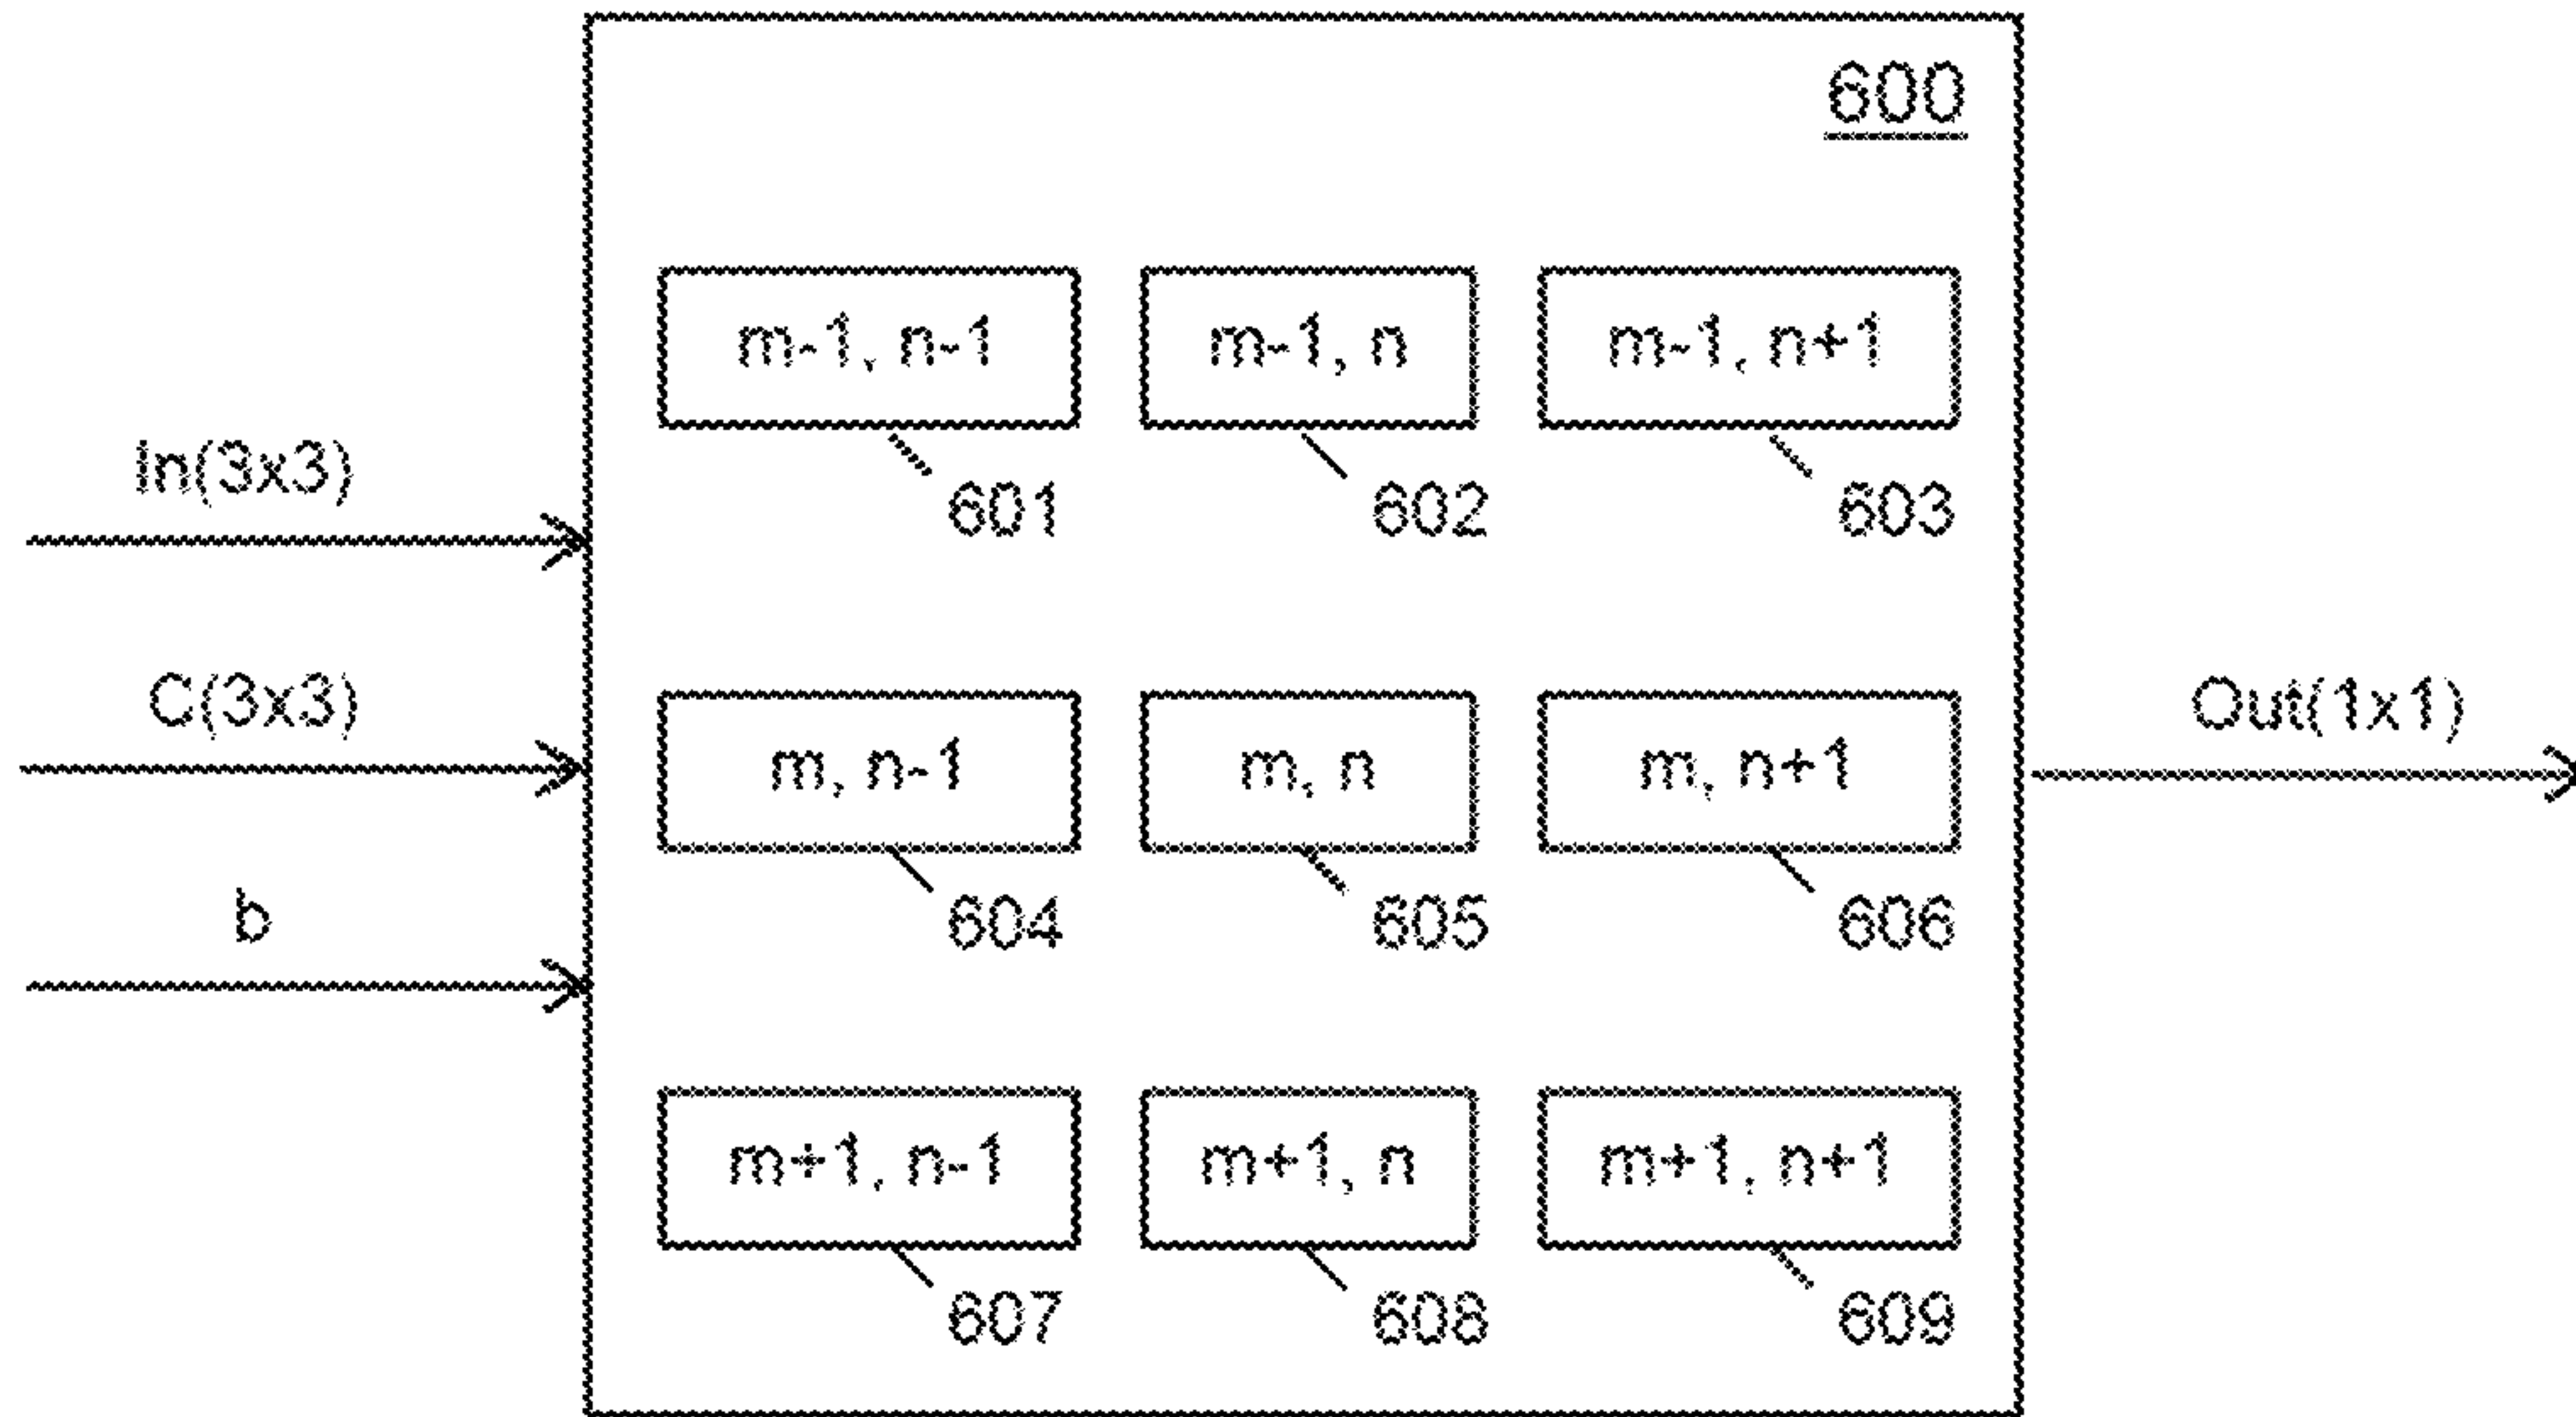 600
m-1, n-1
m-1, n
m-1, n+1
In(3x3)
601
602
603
C(3x3)
Out(1x1)
m, n-1
m, n
m, n+1
b
604
605
606
m+1, n-1
m+1, n
m+1, n+1
607
608
609